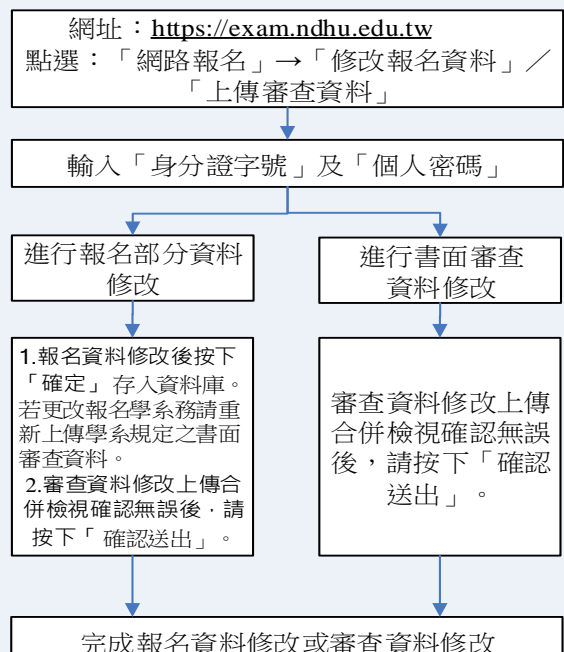 網址：https://exam.ndhu.edu.tw
點選：「網路報名」→「修改報名資料」／
「上傳審查資料」
輸入「身分證字號」及「個人密碼」
進行報名部分資料
修改
進行書面審查
資料修改
1.報名資料修改後按下
「確定」存入資料庫。
若更改報名學系務請重
新上傳學系規定之書面
審查資料。
2.審查資料修改上傳合
併檢視確認無誤後，請
按下「確認送出」。
審查資料修改上傳
合併檢視確認無誤
後，請按下「確認
送出」。
完成報名資料修改或審查資料修改